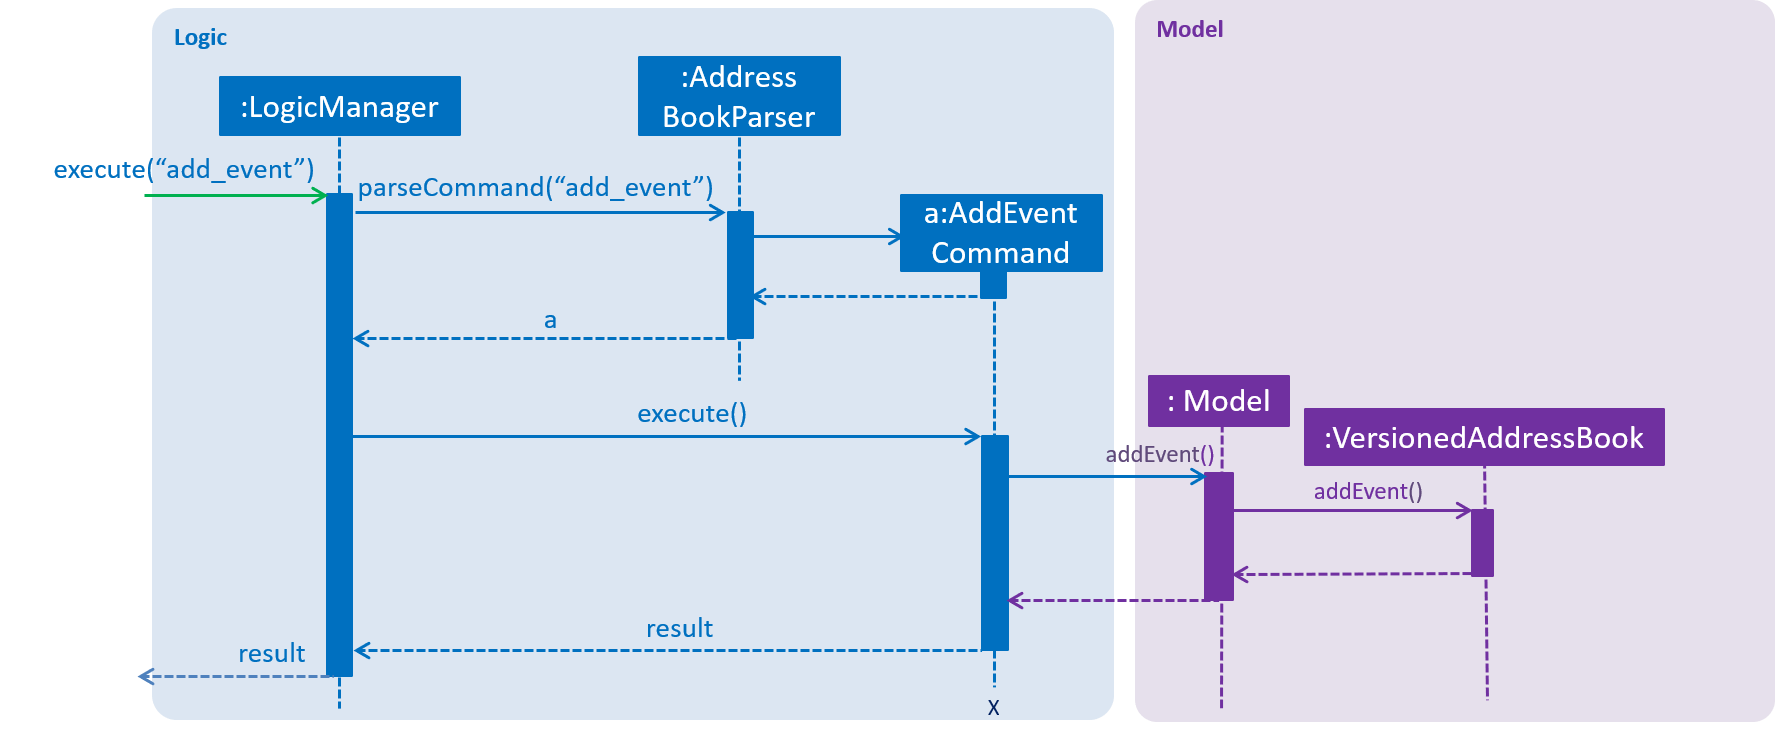 Logic
Model
:LogicManager
:Address
BookParser
execute(“add_event”)
parseCommand(“add_event”)
a:AddEvent
Command
a
execute()
: Model
:VersionedAddressBook
addEvent()
addEvent()
result
result
X